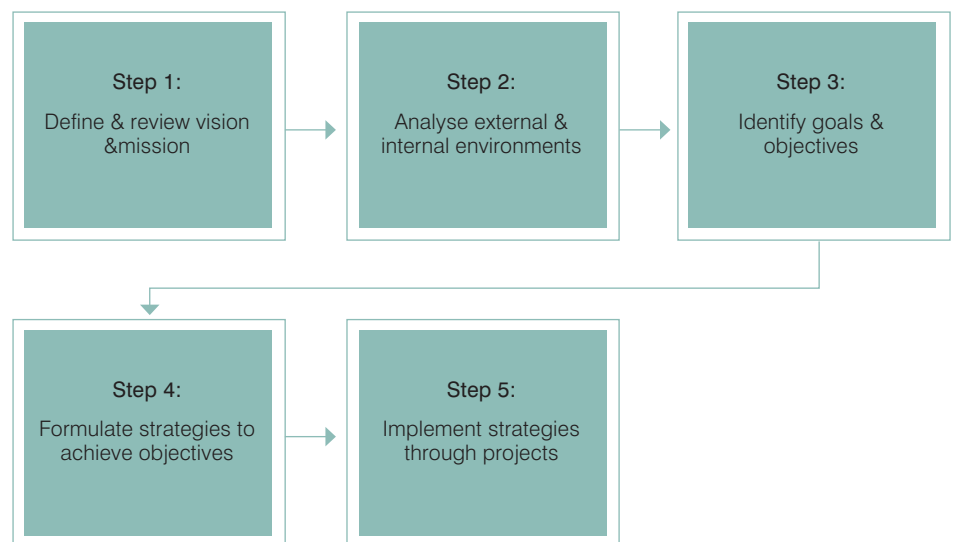 Step 1:
Define & review vision
&mission
Step 2:
Analyse external &
internal environments
Step 3:
Identify goals &
objectives
Step 4:
Formulate strategies to
achieve objectives
Step 5:
Implement strategies
through projects